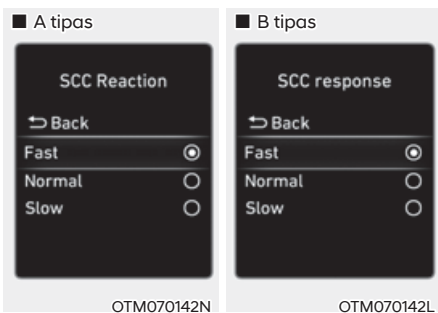 ■ A tipas
SCC Reaction
Back
Fast
Normal
Slow
OTM070142N
■ B tipas
SCC response
Back
Fast
Normal
Slow
OTM070142L